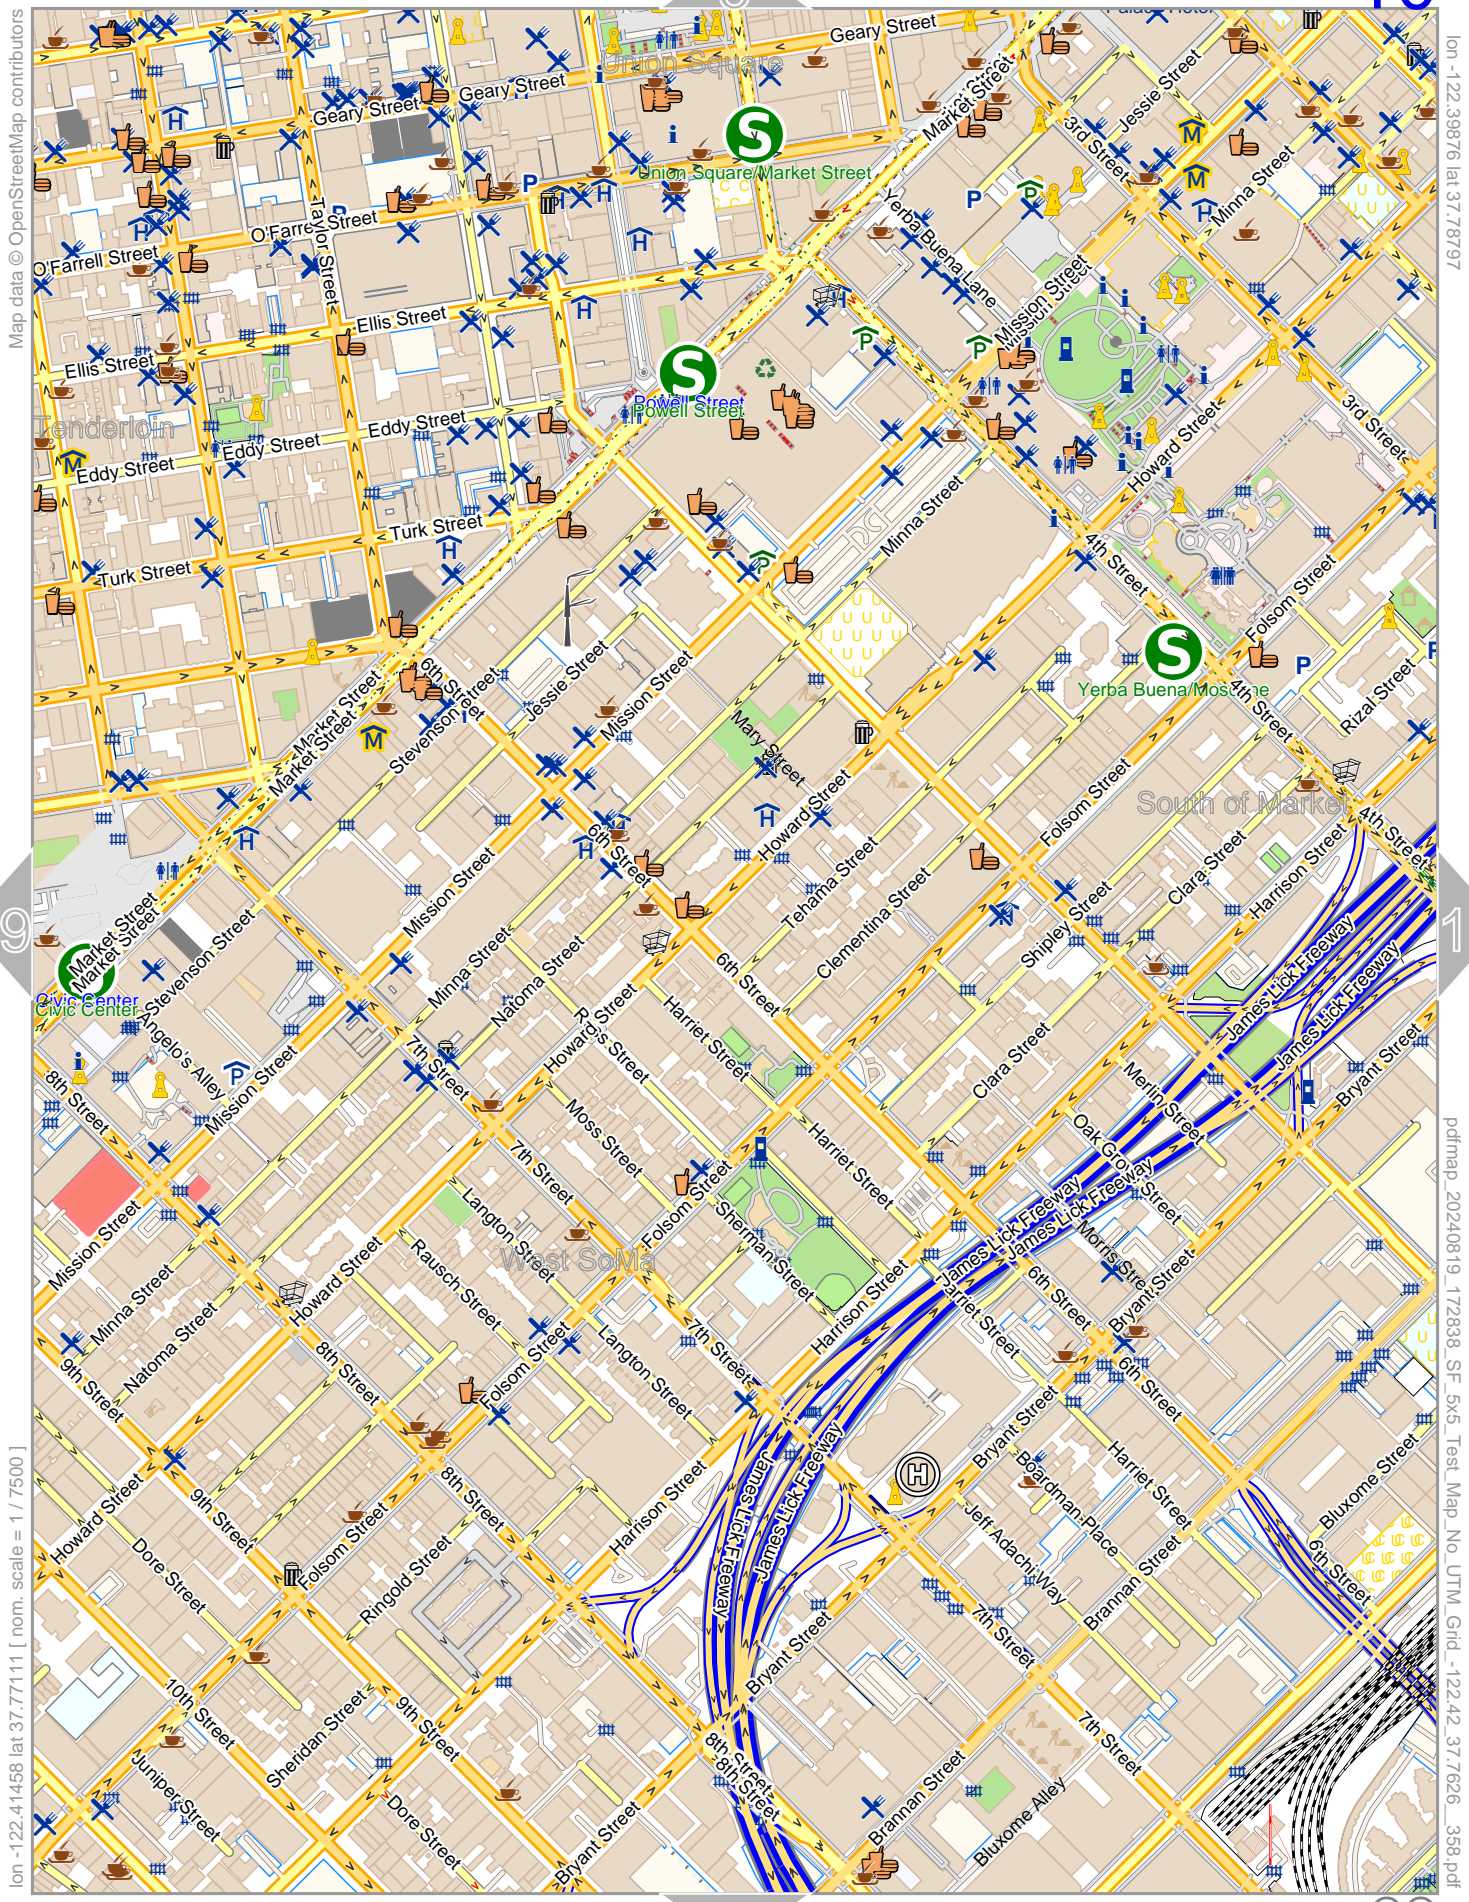 Geary Street
Union Square
Geary Street
Geary Street
Market Street
Jessie Street
3rd Street
Union Square/Market Street
Minna Street
Yerba Buena Lane
O'Farrell Street
O'Farrell Street
Taylor Street
Mission Street
Mission Street
Ellis Street
Ellis Street
Powell Street
Powell Street
3rd Street
Tenderloin
Eddy Street
Eddy Street
Eddy Street
Howard Street
Turk Street
Minna Street
4th Street
Turk Street
Folsom Street
Yerba Buena/Moscone
6th Street
Market Street
Market Street
Stevenson Street
Jessie Street
Mission Street
Mary Street
4th Street
Rizal Street
South of Market
Folsom Street
Howard Street
4th Street
6th Street
Clara Street
Harrison Street
Tehama Street
Mission Street
Clementina Street
Shipley Street
Market Street
Market Street
Stevenson Street
Minna Street
Natoma Street
6th Street
James Lick Freeway
James Lick Freeway
Civic Center
Civic Center
Angelo's Alley
Howard Street
Harriet Street
Russ Street
Clara Street
Bryant Street
7th Street
8th Street
Mission Street
Merlin Street
Moss Street
Harriet Street
Oak Grove Street
7th Street
Folsom Street
James Lick Freeway
James Lick Freeway
Mission Street
Langton Street
Sherman Street
West SoMa
Rausch Street
Morris Street
Bryant Street
Minna Street
Howard Street
Harrison Street
Harriet Street
6th Street
Natoma Street
8th Street
7th Street
9th Street
Folsom Street
Langton Street
6th Street
Bryant Street
Howard Street
8th Street
Harrison Street
James Lick Freeway
James Lick Freeway
Boardman Place
Harriet Street
Bluxome Street
9th Street
Folsom Street
Dore Street
Ringold Street
Jeff Adachi Way
Brannan Street
6th Street
7th Street
Bryant Street
10th Street
9th Street
Sheridan Street
7th Street
8th Street
8th Street
Juniper Street
Dore Street
Bryant Street
Brannan Street
Bluxome Alley
9
1
Map data © OpenStreetMap contributors
lon -122.41458 lat 37.77111 [ nom. scale = 1 / 7500 ]
lon -122.39876 lat 37.78797
pdfmap_20240819_172838_SF_5x5_Test_Map_No_UTM_Grid_-122.42_37.7626__358.pdf